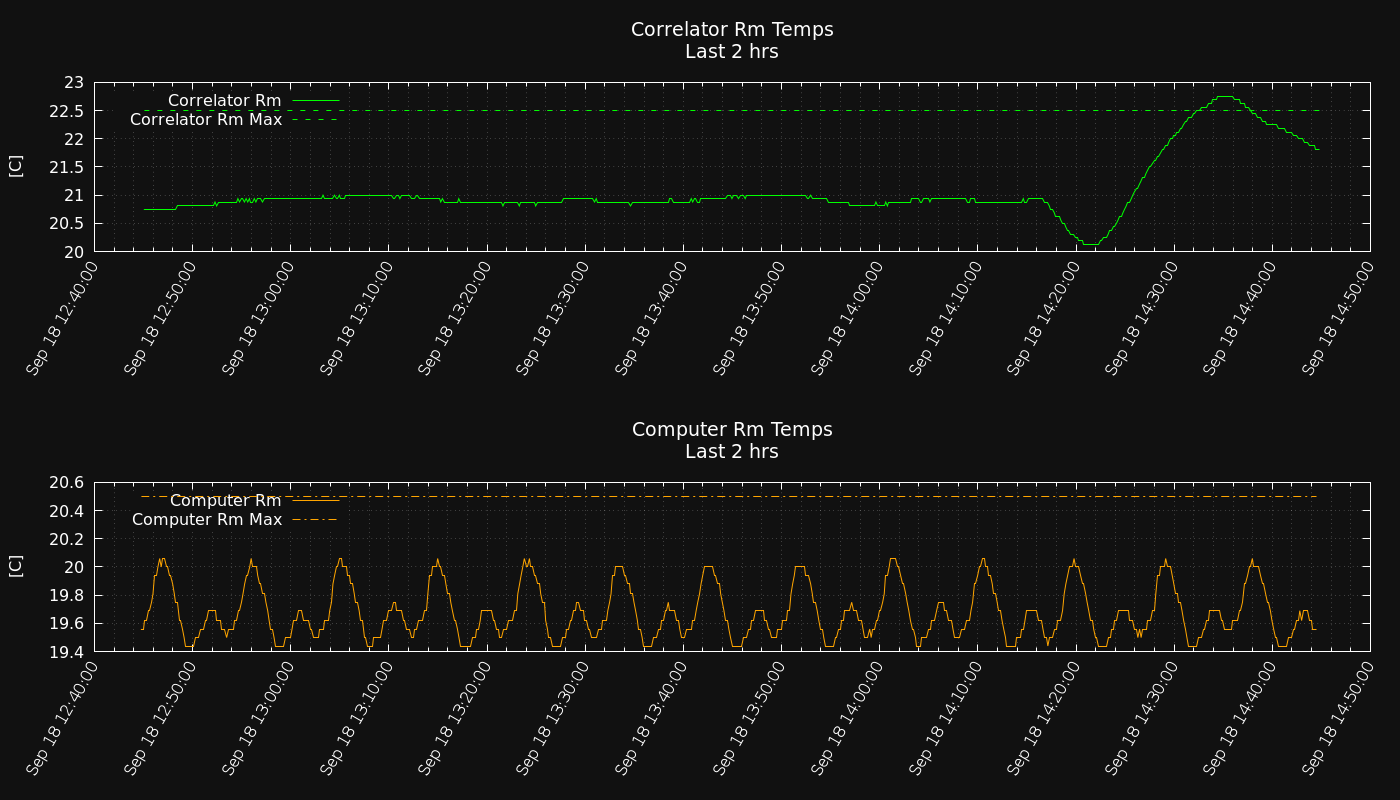 Correlator Rm Temps
Last 2 hrs
[C]
23
22.5
22
21.5
21
20.5
20
Correlator Rm
Correlator Rm Max
Sep 18 12:40:00
Sep 18 12:50:00
Sep 18 13:00:00
Sep 18 13:10:00
Sep 18 13:20:00
Sep 18 13:30:00
Sep 18 13:40:00
Sep 18 13:50:00
Sep 18 14:00:00
Sep 18 14:10:00
Sep 18 14:20:00
Sep 18 14:30:00
Sep 18 14:40:00
Sep 18 14:50:00
Computer Rm Temps
Last 2 hrs
[C]
20.6
20.4
20.2
20
19.8
19.6
19.4
Computer Rm
Computer Rm Max
Sep 18 12:40:00
Sep 18 12:50:00
Sep 18 13:00:00
Sep 18 13:10:00
Sep 18 13:20:00
Sep 18 13:30:00
Sep 18 13:40:00
Sep 18 13:50:00
Sep 18 14:00:00
Sep 18 14:10:00
Sep 18 14:20:00
Sep 18 14:30:00
Sep 18 14:40:00
Sep 18 14:50:00